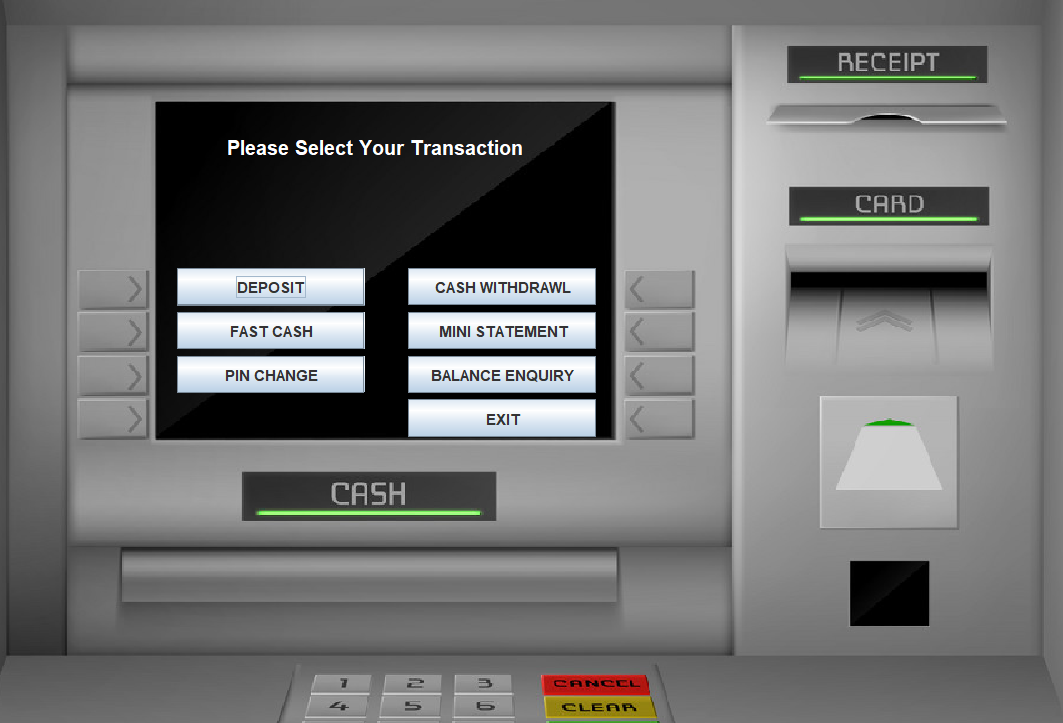 RECEIPT
Please Select Your Transaction
CARD
DEPOSIT
CASH WITHDRAWL
FAST CASH
MINI STATEMENT
PIN CHANGE
BALANCE ENQUIRY
EXIT
CASH
1 2 3 CANCEL
4 5 6 CLEAR